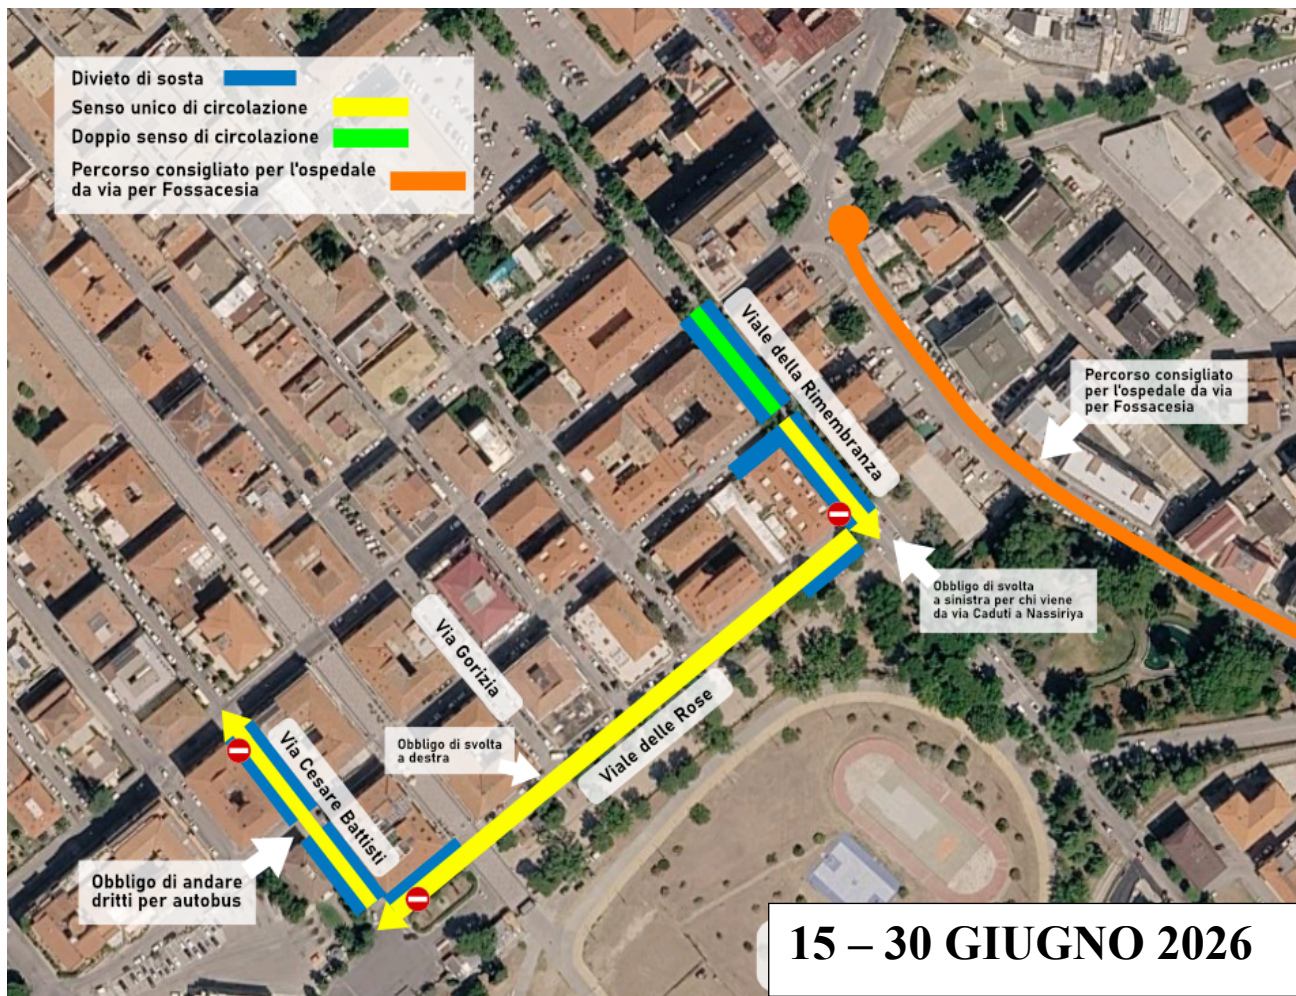 Divieto di sosta
Senso unico di circolazione
Doppio senso di circolazione
Percorso consigliato per l'ospedale
da via per Fossacesia
Viale della Rimembranza
Percorso consigliato
per l'ospedale da via
per Fossacesia
Obbligo di svolta
a sinistra per chi viene
da via Caduti a Nassiriya
Via Gorizia
Viale delle Rose
Obbligo di svolta
a destra
Via Cesare Battisti
Obbligo di andare
dritti per autobus
15 – 30 GIUGNO 2026